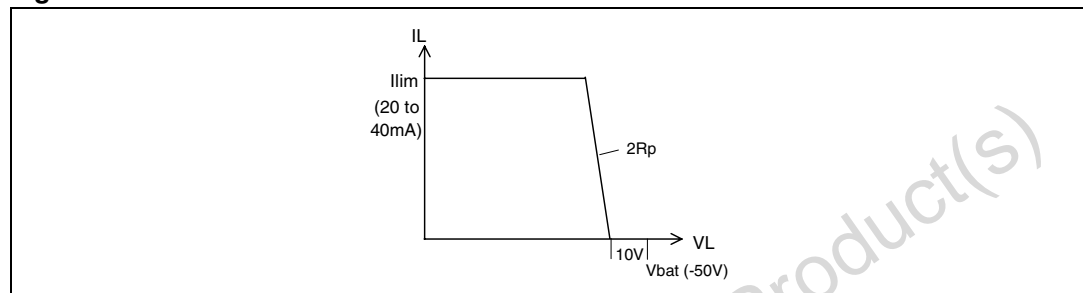 IL
Ilim
(20 to
40mA)
2Rp
VL
10V
Vbat (-50V)
Product(s)